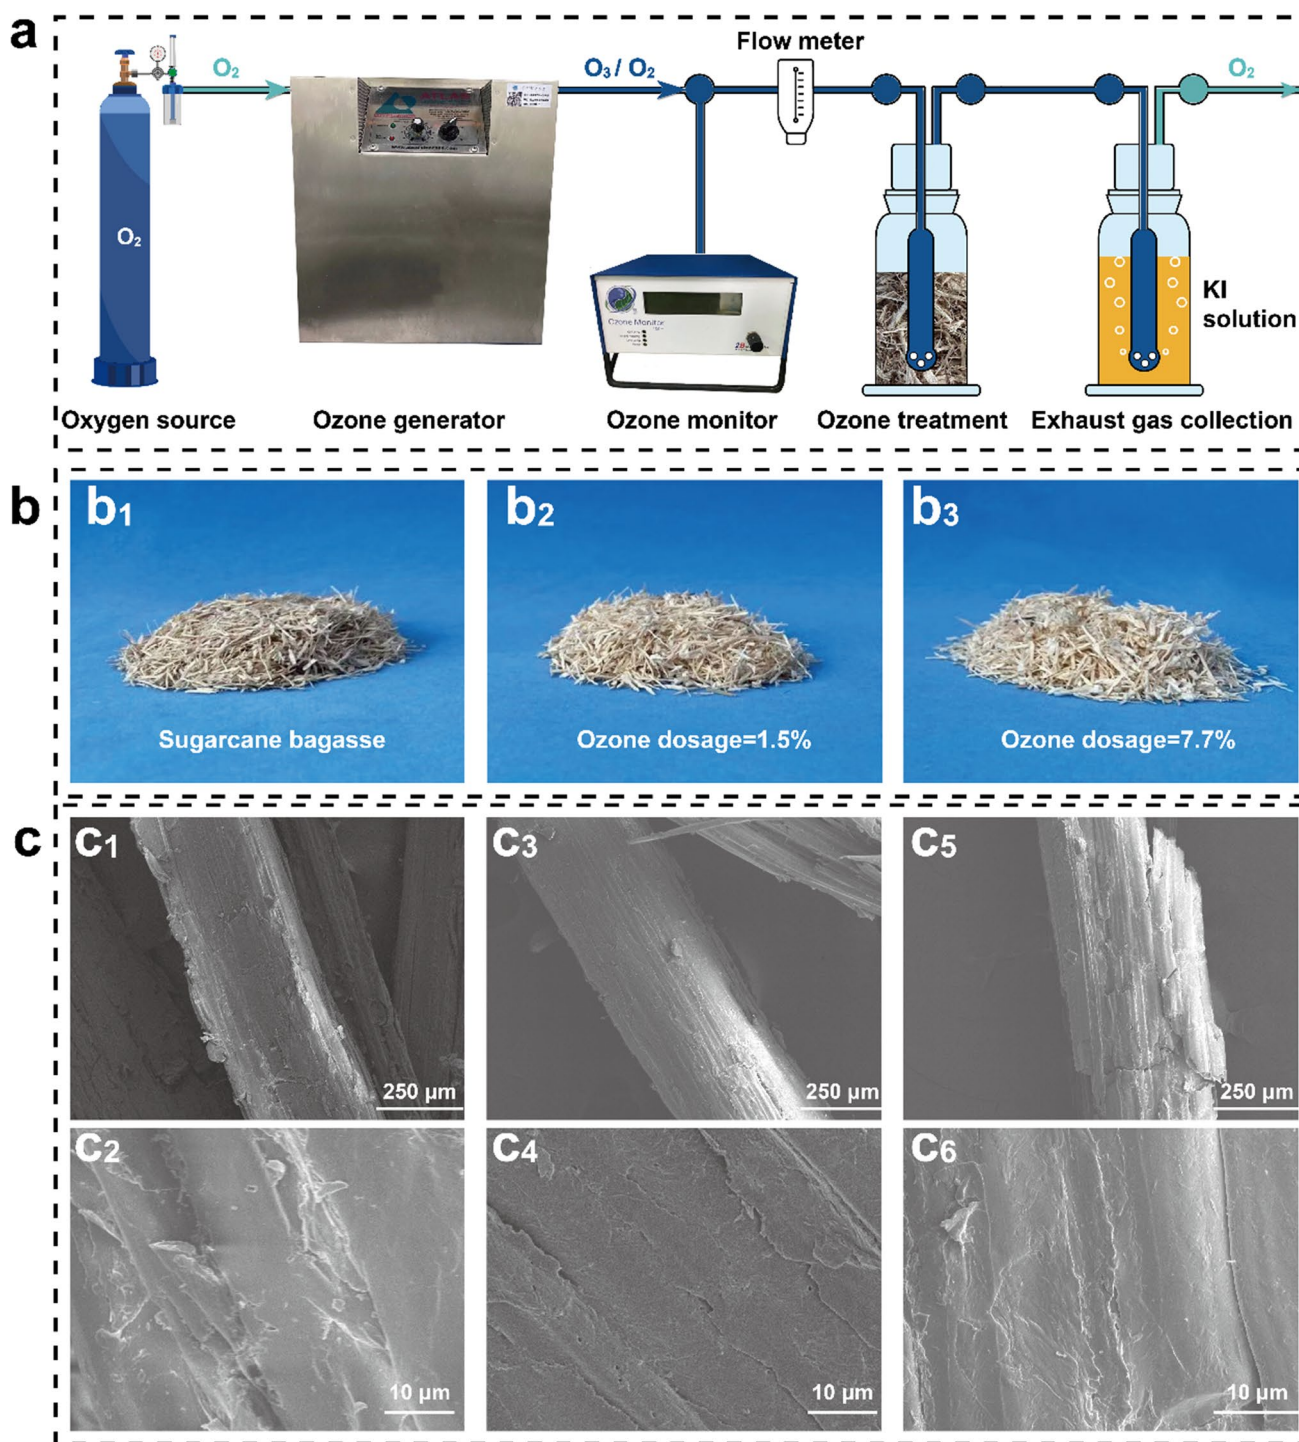 a
Flow meter
O₂
O₃ / O₂
O₂
O₂
Ozone Monitor
KI
solution
Oxygen source
Ozone generator
Ozone monitor
Ozone treatment
Exhaust gas collection
b
b₁
b₂
b₃
Sugarcane bagasse
Ozone dosage=1.5%
Ozone dosage=7.7%
c
c₁
c₃
c₅
250 µm
250 µm
250 µm
c₂
c₄
c₆
10 µm
10 µm
10 µm